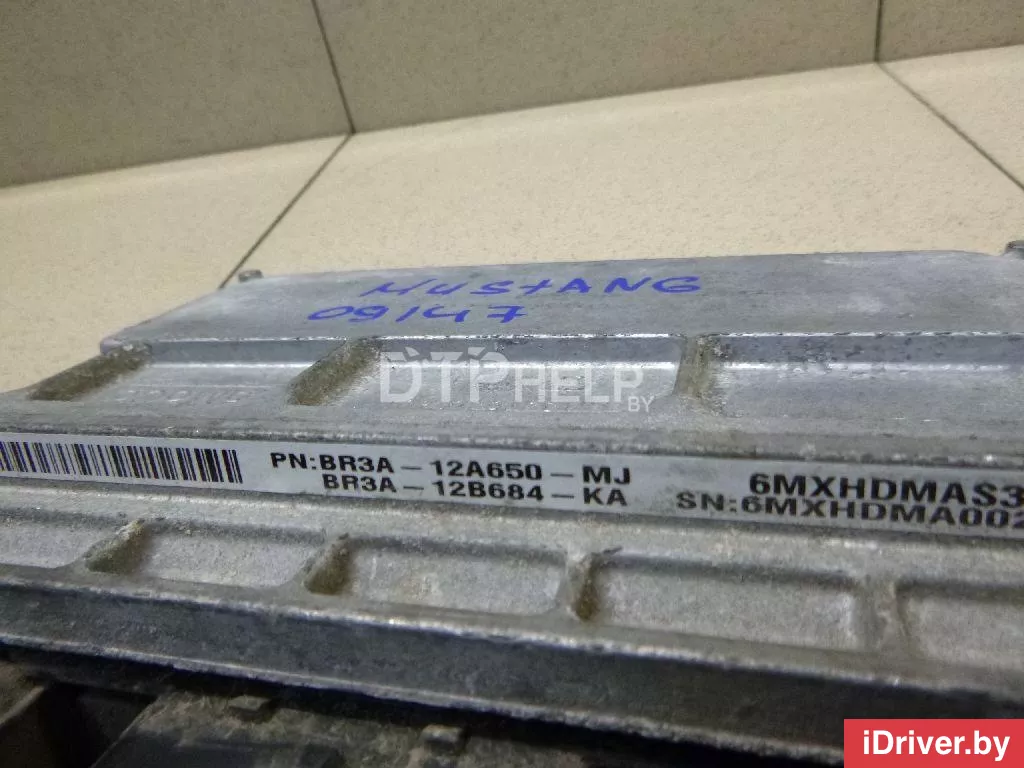 MUSTANG
09147
DTPHELP
BY
PN:BR3A-12A650-MJ
BR3A-12B684-KA
6MXHDMAS3
SN:6MXHDMA002
iDriver.by